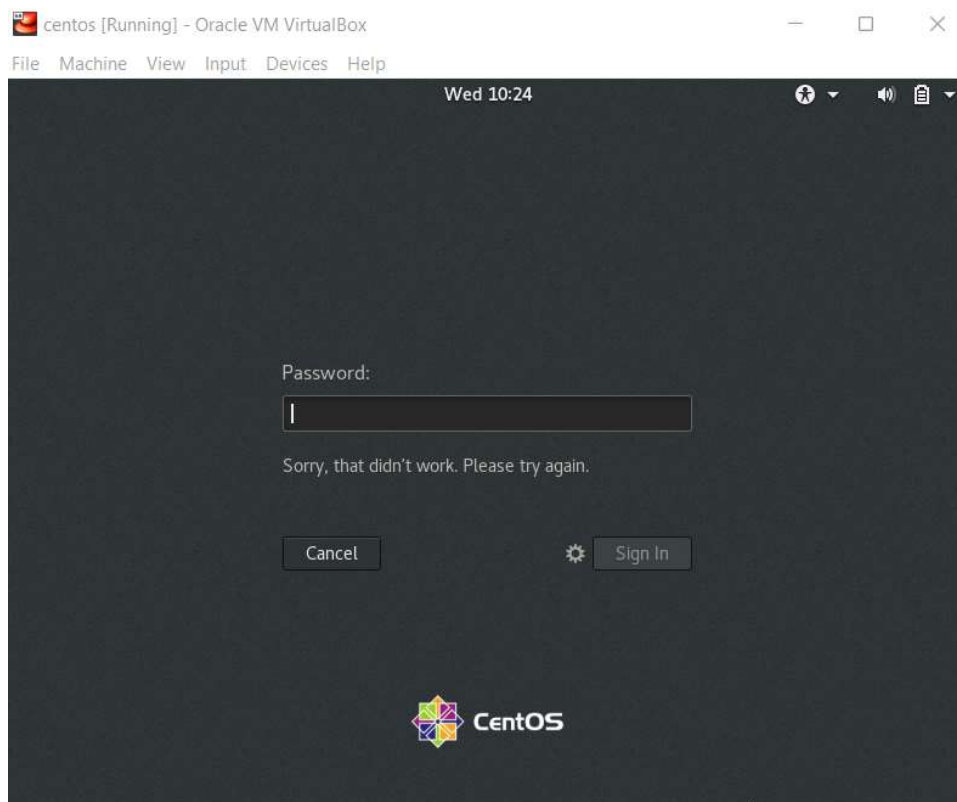 centos [Running] - Oracle VM VirtualBox
File Machine View Input Devices Help
Wed 10:24
Password:
Sorry, that didn't work. Please try again.
Cancel
Sign In
CentOS